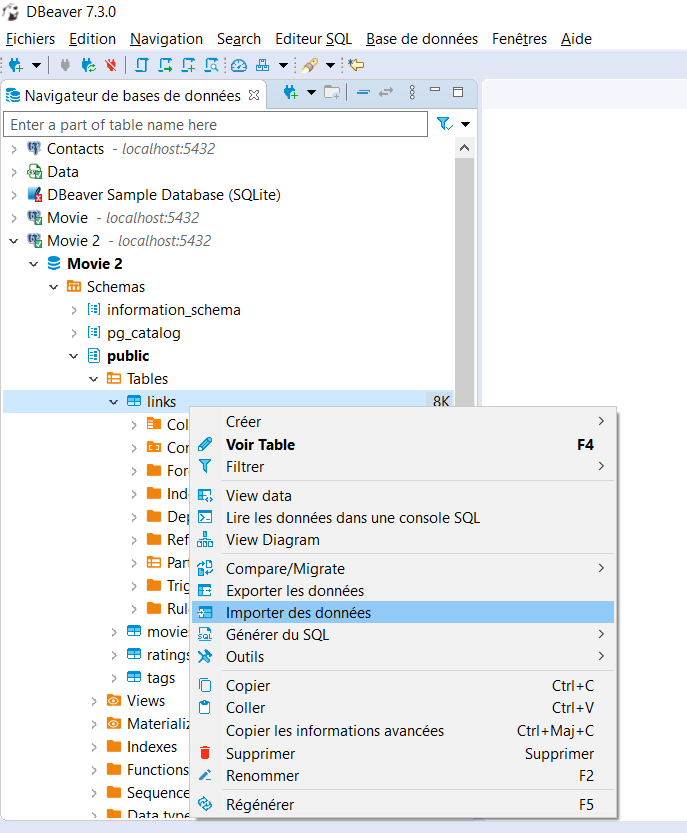 DBeaver 7.3.0
Fichiers Edition Navigation Search Editeur SQL Base de données Fenêtres Aide
Navigateur de bases de données
Enter a part of table name here
Contacts - localhost:5432
Data
DBeaver Sample Database (SQLite)
Movie - localhost:5432
Movie 2 - localhost:5432
Movie 2
Schemas
information_schema
pg_catalog
public
Tables
links 8K
Col
Con
For
Ind
Dep
Ref
Part
Trig
Rul
movies
ratings
tags
Views
Materializ
Indexes
Functions
Sequence
Data type
Créer
Voir Table F4
Filtrer
View data
Lire les données dans une console SQL
View Diagram
Compare/Migrate
Exporter les données
Importer des données
Générer du SQL
Outils
Copier Ctrl+C
Coller Ctrl+V
Copier les informations avancées Ctrl+Maj+C
Supprimer Supprimer
Renommer F2
Régénérer F5